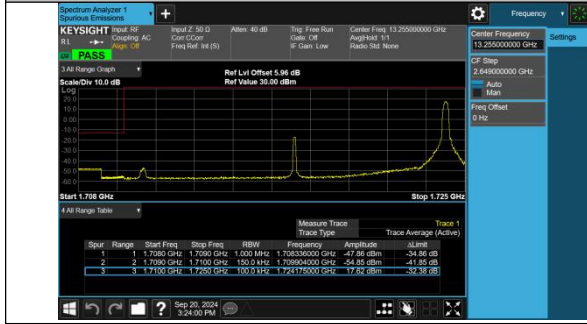 Spectrum Analyzer 1
Spurious Emissions
Frequency
KEYSIGHT Input: RF Input Z: 50 Ω Atten: 40 dB Trig: Free Run Center Freq: 13.255000000 GHz
RL Coupling: AC Corr CCorr Gate: Off Avg|Hold: 1/1
Align: Off Freq Ref: Int (S) IF Gain: Low Radio Std: None
PASS
Center Frequency
13.255000000 GHz
Settings
CF Step
2.649000000 GHz
Auto
Man
Freq Offset
0 Hz
3 All Range Graph
Ref Lvl Offset 5.96 dB
Scale/Div 10.0 dB Ref Value 30.00 dBm
Log
20.0
10.0
0.00
-10.0
-20.0
-30.0
-40.0
-50.0
-60.0
Start 1.708 GHz Stop 1.725 GHz
4 All Range Table
Measure Trace Trace 1
Trace Type Trace Average (Active)
Spur Range Start Freq Stop Freq RBW Frequency Amplitude ΔLimit
1 1 1.7080 GHz 1.7090 GHz 1.000 MHz 1.708336000 GHz -47.86 dBm -34.86 dB
2 2 1.7090 GHz 1.7100 GHz 150.0 kHz 1.709904000 GHz -54.85 dBm -41.85 dB
3 3 1.7100 GHz 1.7250 GHz 100.0 kHz 1.724175000 GHz 17.62 dBm -32.38 dB
Sep 20, 2024
3:24:00 PM